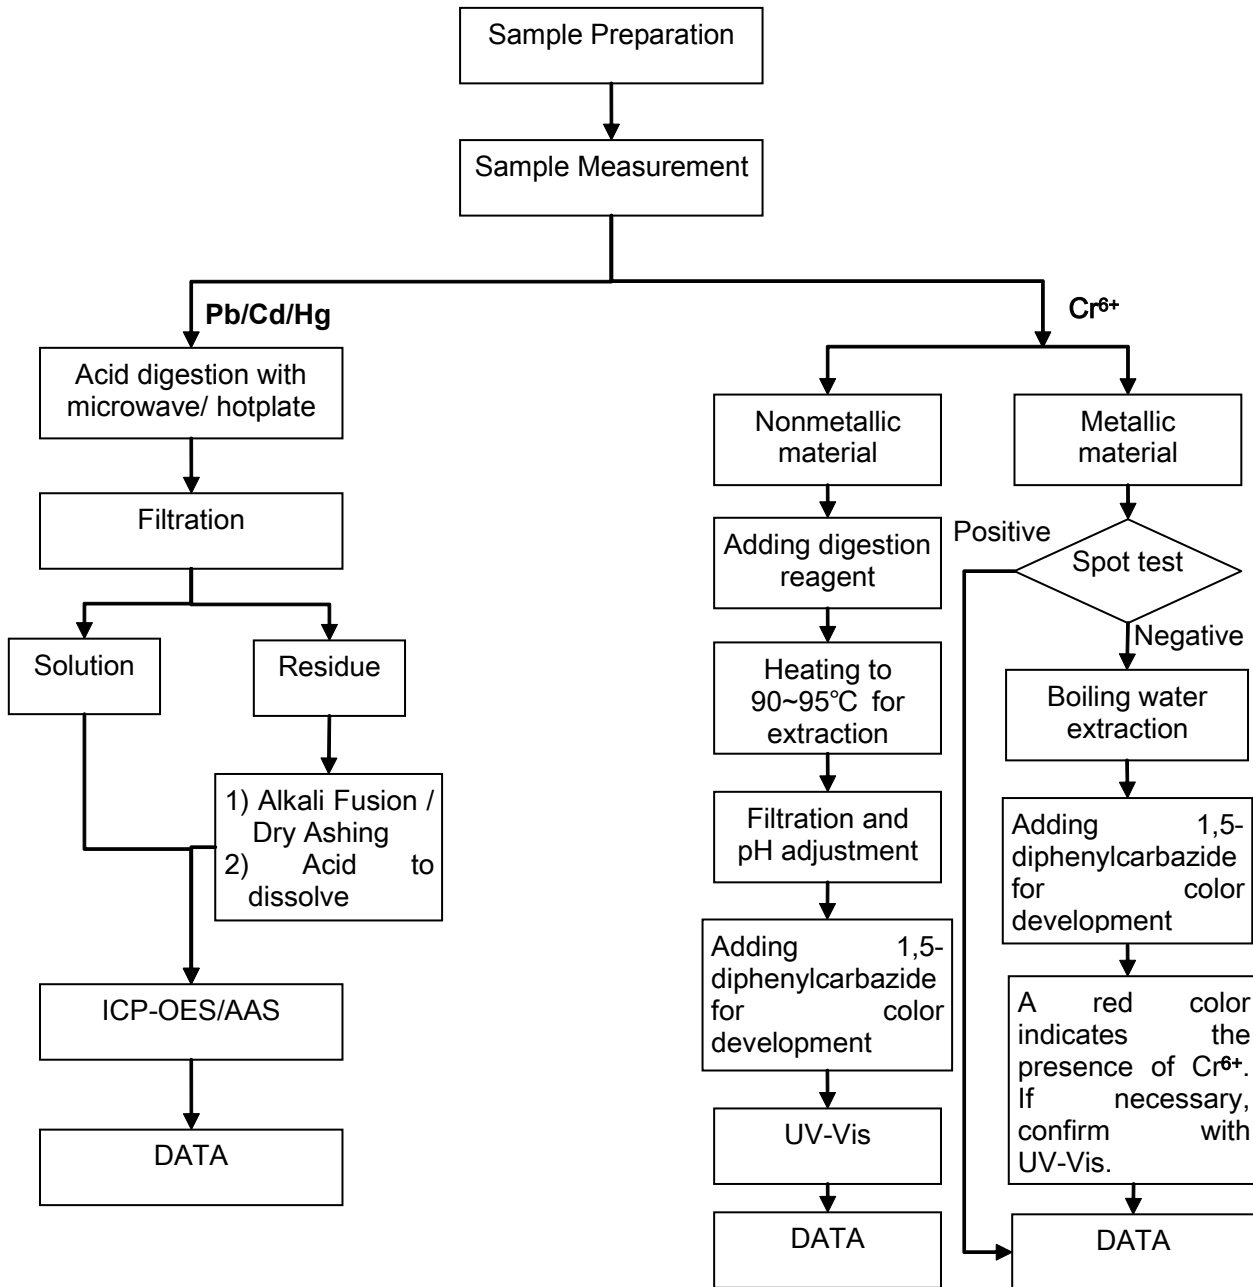 Sample Preparation
Sample Measurement
Pb/Cd/Hg
Acid digestion with
microwave/ hotplate
Filtration
Solution
Residue
1) Alkali Fusion /
Dry Ashing
2) Acid to
dissolve
ICP-OES/AAS
DATA
Cr⁶⁺
Nonmetallic
material
Adding digestion
reagent
Heating to
90~95℃ for
extraction
Filtration and
pH adjustment
Adding 1,5-
diphenylcarbazide
for color
development
UV-Vis
DATA
Metallic
material
Spot test
Positive
Negative
Boiling water
extraction
Adding 1,5-
diphenylcarbazide
for color
development
A red color
indicates the
presence of Cr⁶⁺.
If necessary,
confirm with
UV-Vis.
DATA